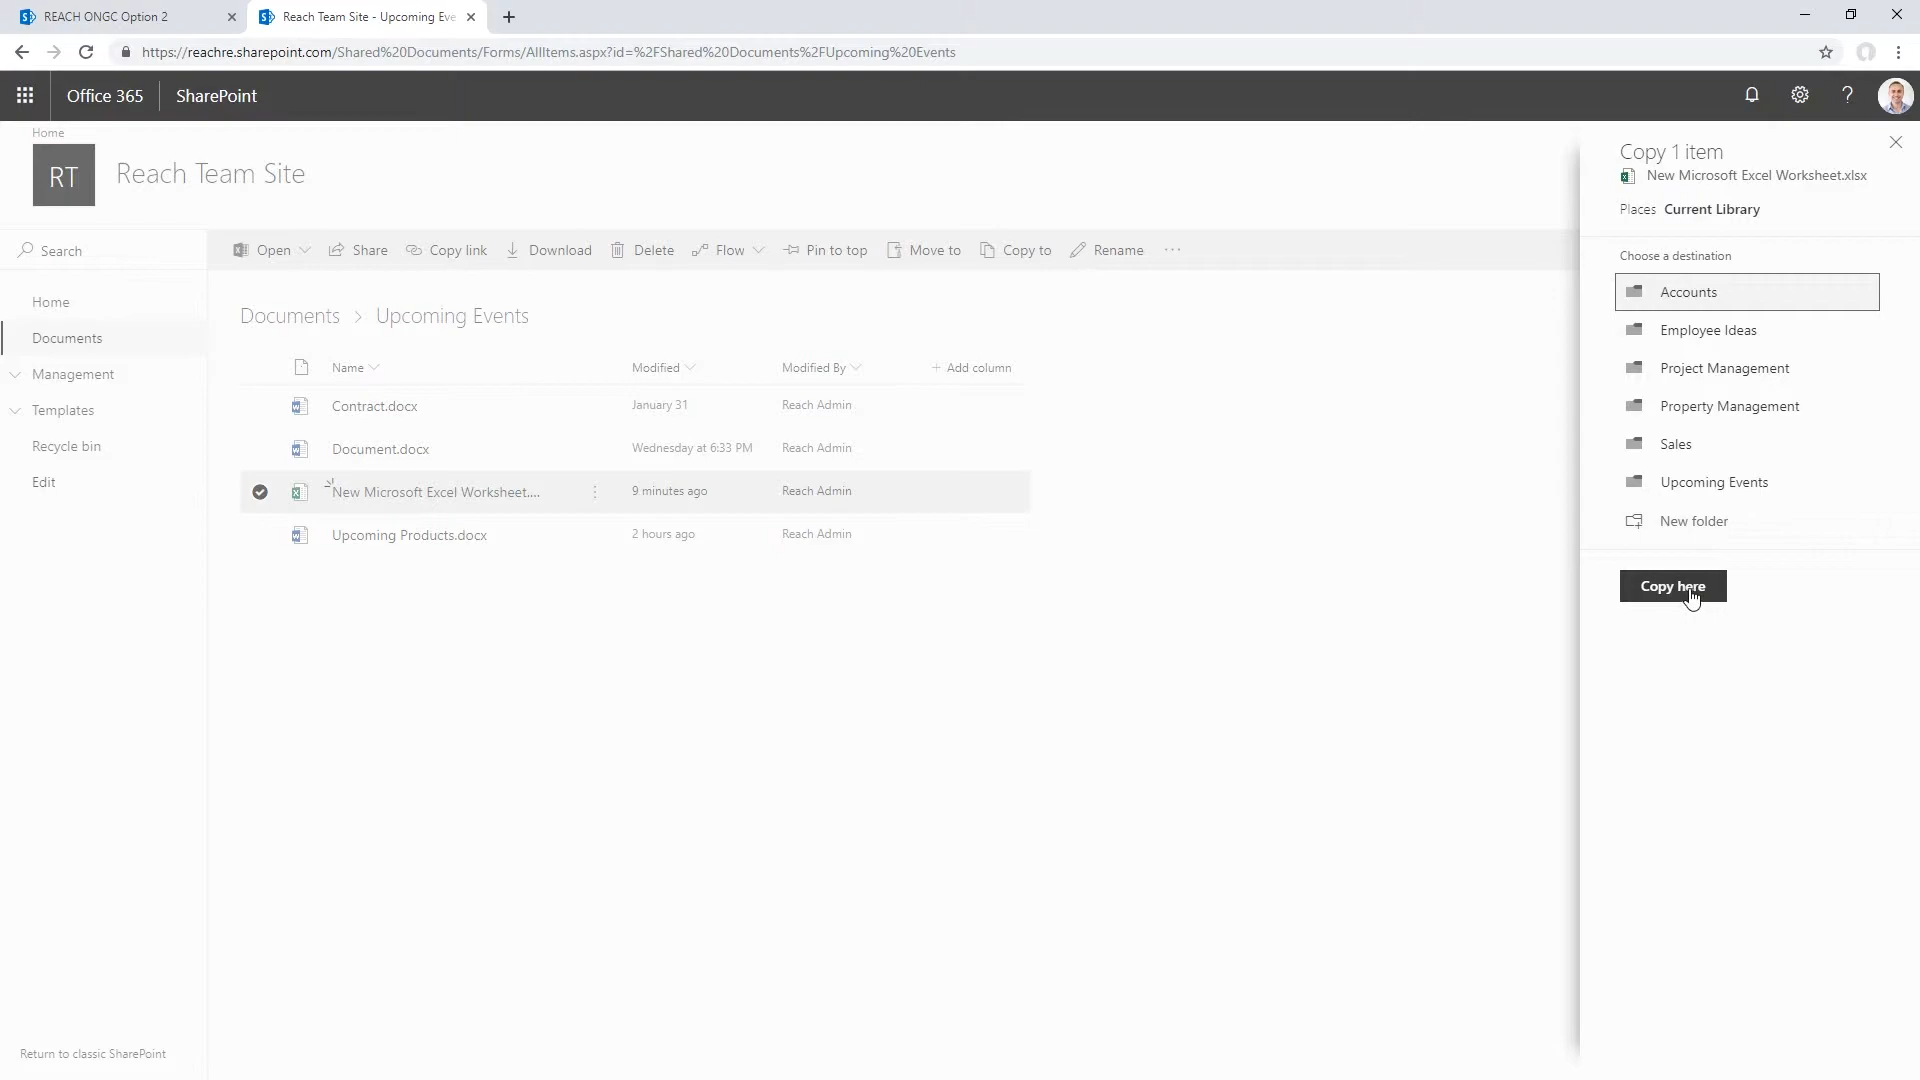 REACH ONGC Option 2
Reach Team Site - Upcoming Eve
https://reachre.sharepoint.com/Shared%20Documents/Forms/AllItems.aspx?id=%2FShared%20Documents%2FUpcoming%20Events
Office 365
SharePoint
Home
RT
Reach Team Site
Search
Open
Share
Copy link
Download
Delete
Flow
Pin to top
Move to
Copy to
Rename
Home
Documents
Management
Templates
Recycle bin
Edit
Return to classic SharePoint
Documents > Upcoming Events
Name
Modified
Modified By
+ Add column
Contract.docx
January 31
Reach Admin
Document.docx
Wednesday at 6:33 PM
Reach Admin
New Microsoft Excel Worksheet....
9 minutes ago
Reach Admin
Upcoming Products.docx
2 hours ago
Reach Admin
Copy 1 item
New Microsoft Excel Worksheet.xlsx
Places Current Library
Choose a destination
Accounts
Employee Ideas
Project Management
Property Management
Sales
Upcoming Events
New folder
Copy here